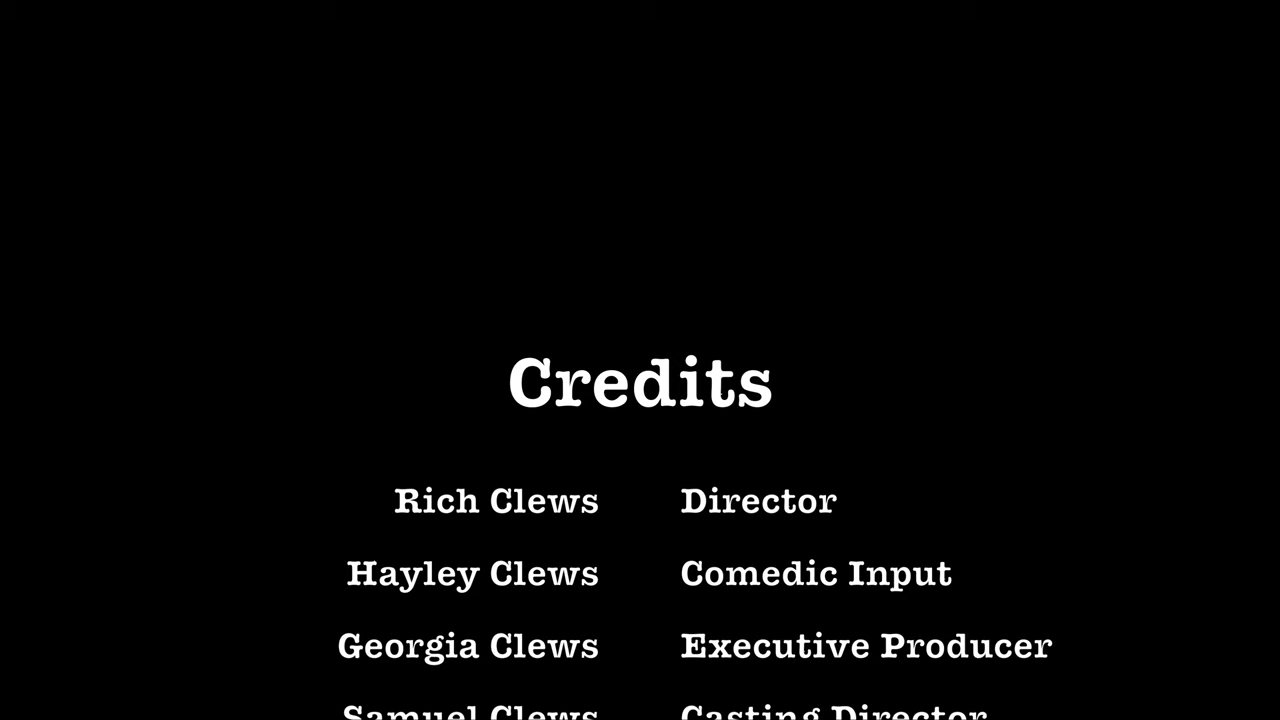 Credits
Rich Clews Director
Hayley Clews Comedic Input
Georgia Clews Executive Producer
Samuel Clews Casting Director